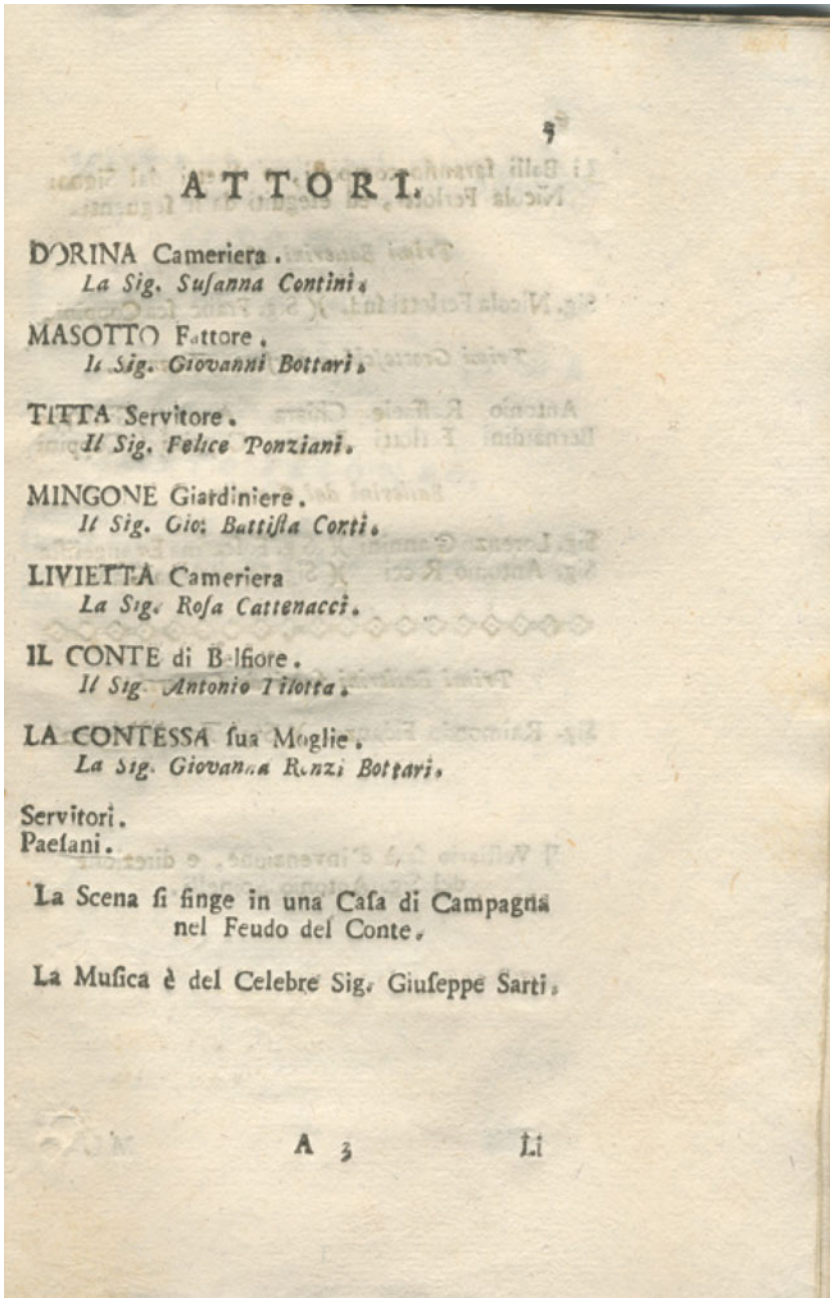 5
ATTORI.
DORINA Cameriera.
La Sig. Suſanna Contini.
MASOTTO Fattore.
Il Sig. Giovanni Bottari.
TITTA Servitore.
Il Sig. Felice Ponziani.
MINGONE Giardiniere.
Il Sig. Gio: Battiſta Corti.
LIVIETTA Cameriera
La Sig. Roſa Cattenacci.
IL CONTE di Belfiore.
Il Sig. Antonio Pilotta.
LA CONTESSA ſua Moglie.
La Sig. Giovanna Renzi Bottari.
Servitori.
Paeſani.
La Scena ſi finge in una Caſa di Campagna
nel Feudo del Conte.
La Muſica è del Celebre Sig. Giuſeppe Sarti.
A 3 Li